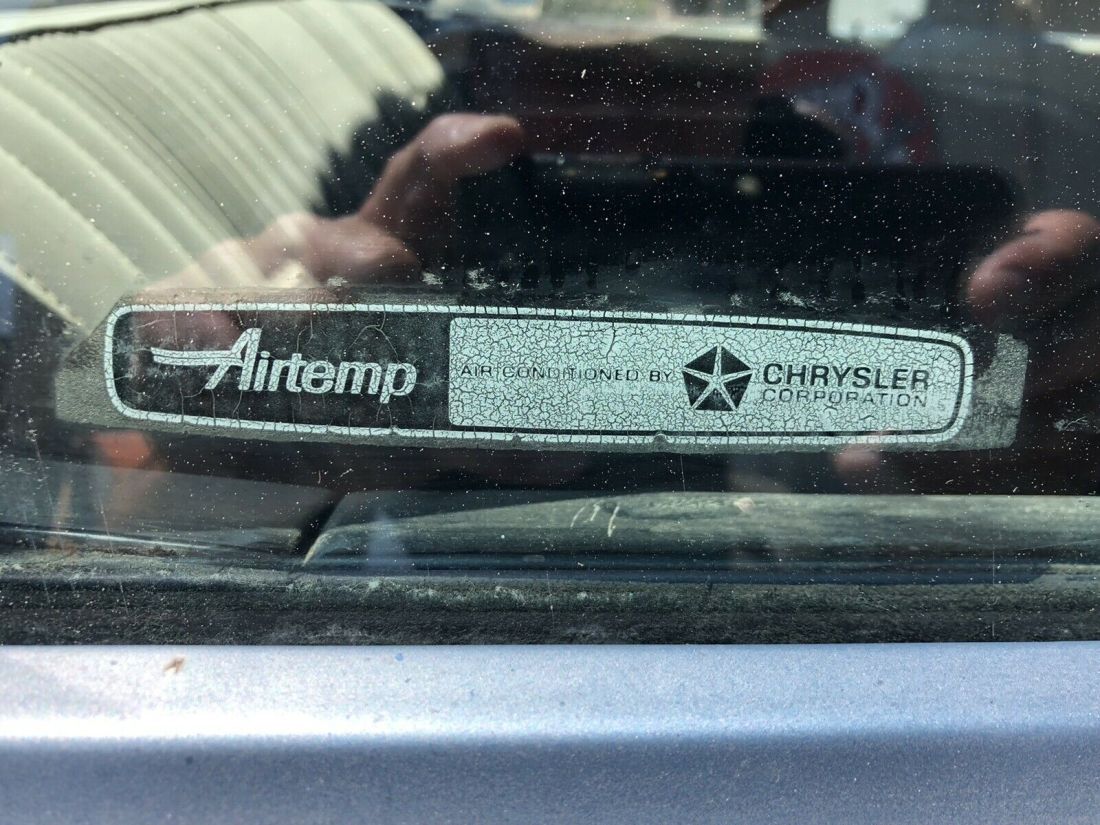 Airtemp
AIR CONDITIONED BY
CHRYSLER
CORPORATION